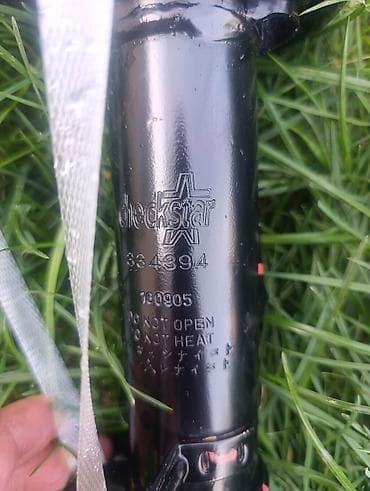 checkstar
334394
190905
DO NOT OPEN
DO NOT HEAT